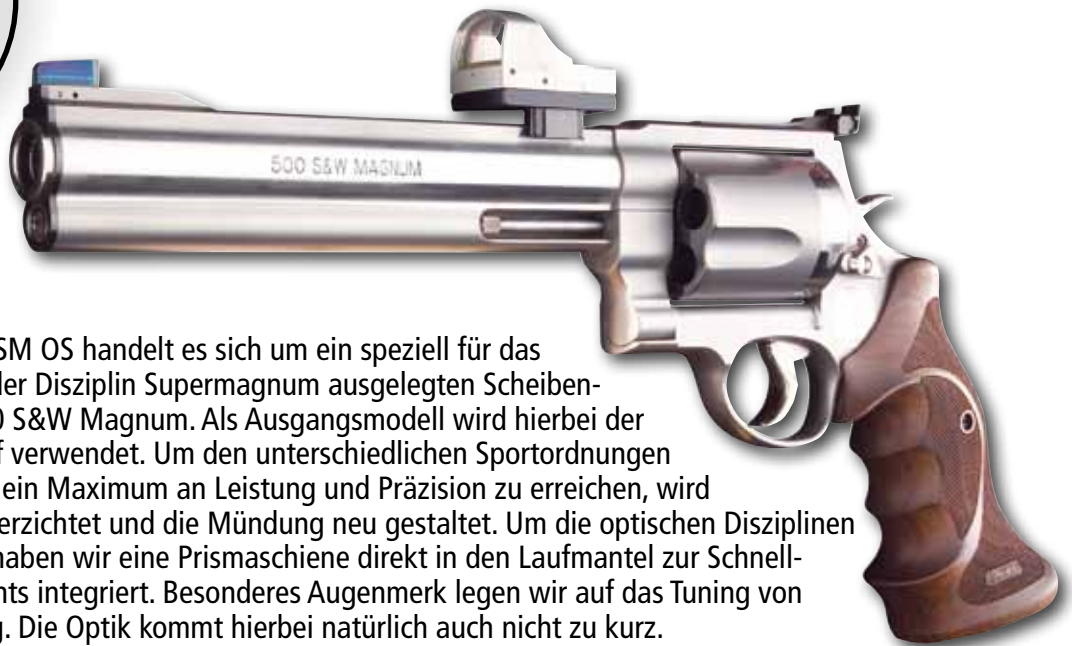 500 S&W MAGNUM
SM OS handelt es sich um ein speziell für das
der Disziplin Supermagnum ausgelegten Scheiben-
0 S&W Magnum. Als Ausgangsmodell wird hierbei der
f verwendet. Um den unterschiedlichen Sportordnungen
ein Maximum an Leistung und Präzision zu erreichen, wird
erzichtet und die Mündung neu gestaltet. Um die optischen Disziplinen
haben wir eine Prismaschiene direkt in den Laufmantel zur Schnell-
nts integriert. Besonderes Augenmerk legen wir auf das Tuning von
g. Die Optik kommt hierbei natürlich auch nicht zu kurz.